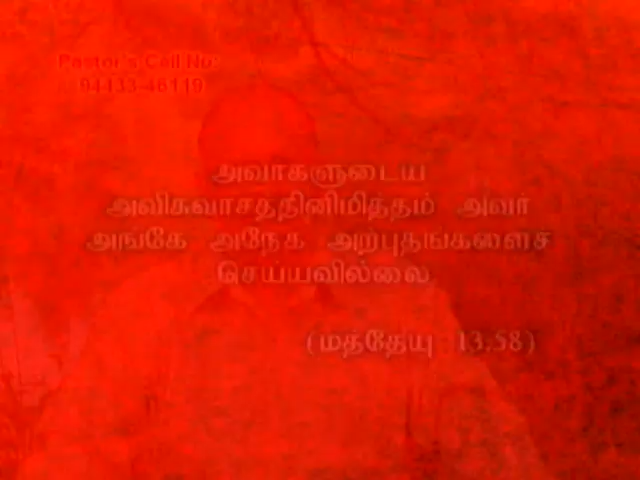 Pastor's Cell No:
94433-46119
அவர்களுடைய
அவிசுவாசத்தினிமித்தம் அவர்
அங்கே அநேக அற்புதங்களைச்
செய்யவில்லை
(மத்தேயு 13.58)